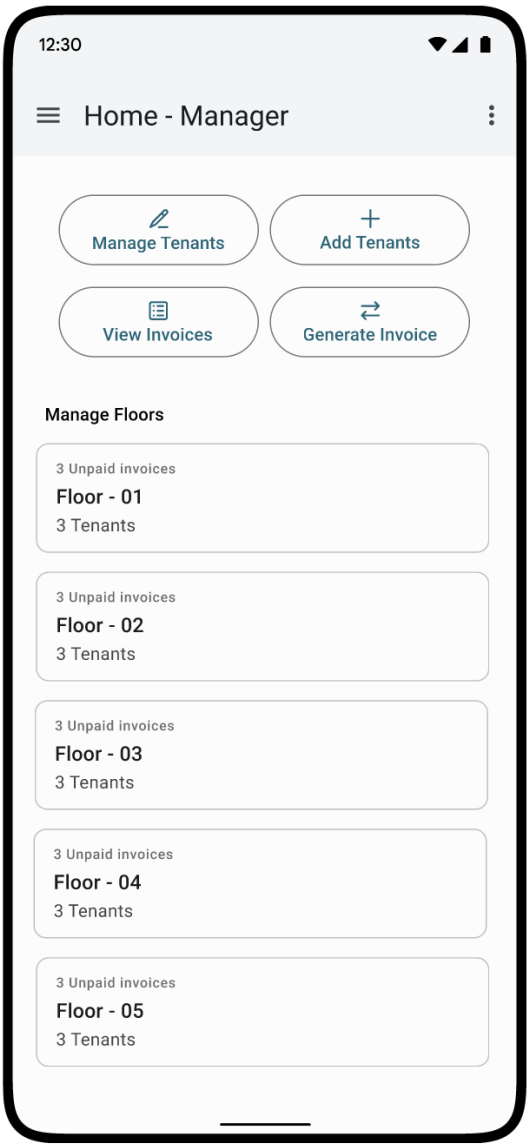 12:30
Home - Manager
Manage Tenants
Add Tenants
View Invoices
Generate Invoice
Manage Floors
3 Unpaid invoices
Floor - 01
3 Tenants
3 Unpaid invoices
Floor - 02
3 Tenants
3 Unpaid invoices
Floor - 03
3 Tenants
3 Unpaid invoices
Floor - 04
3 Tenants
3 Unpaid invoices
Floor - 05
3 Tenants